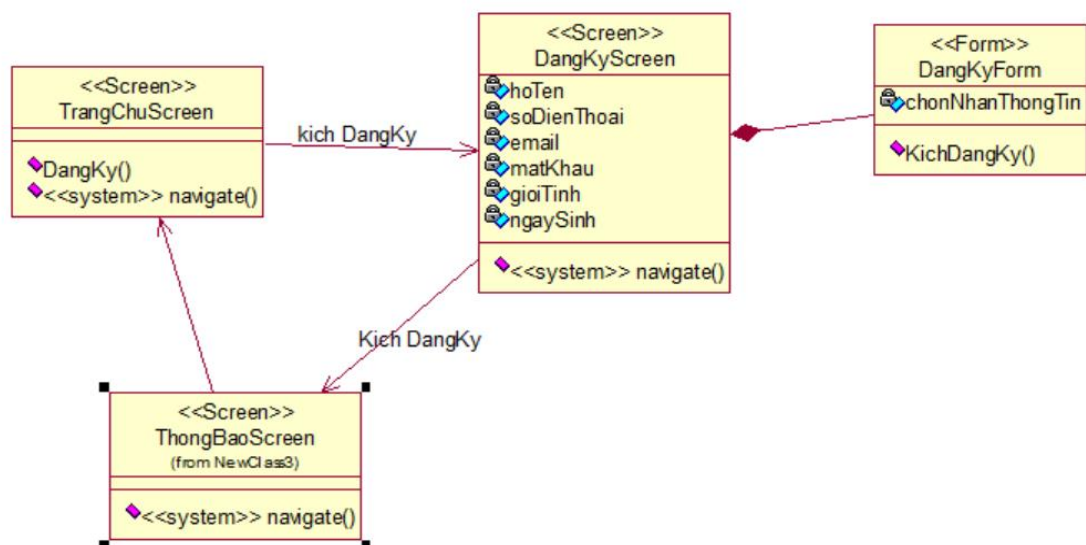 <<Screen>>
TrangChuScreen
DangKy()
<<system>> navigate()
kich DangKy
<<Screen>>
DangKyScreen
hoTen
soDienThoai
email
matKhau
gioiTinh
ngaySinh
<<system>> navigate()
<<Form>>
DangKyForm
chonNhanThongTin
KichDangKy()
Kich DangKy
<<Screen>>
ThongBaoScreen
(from NewClass3)
<<system>> navigate()